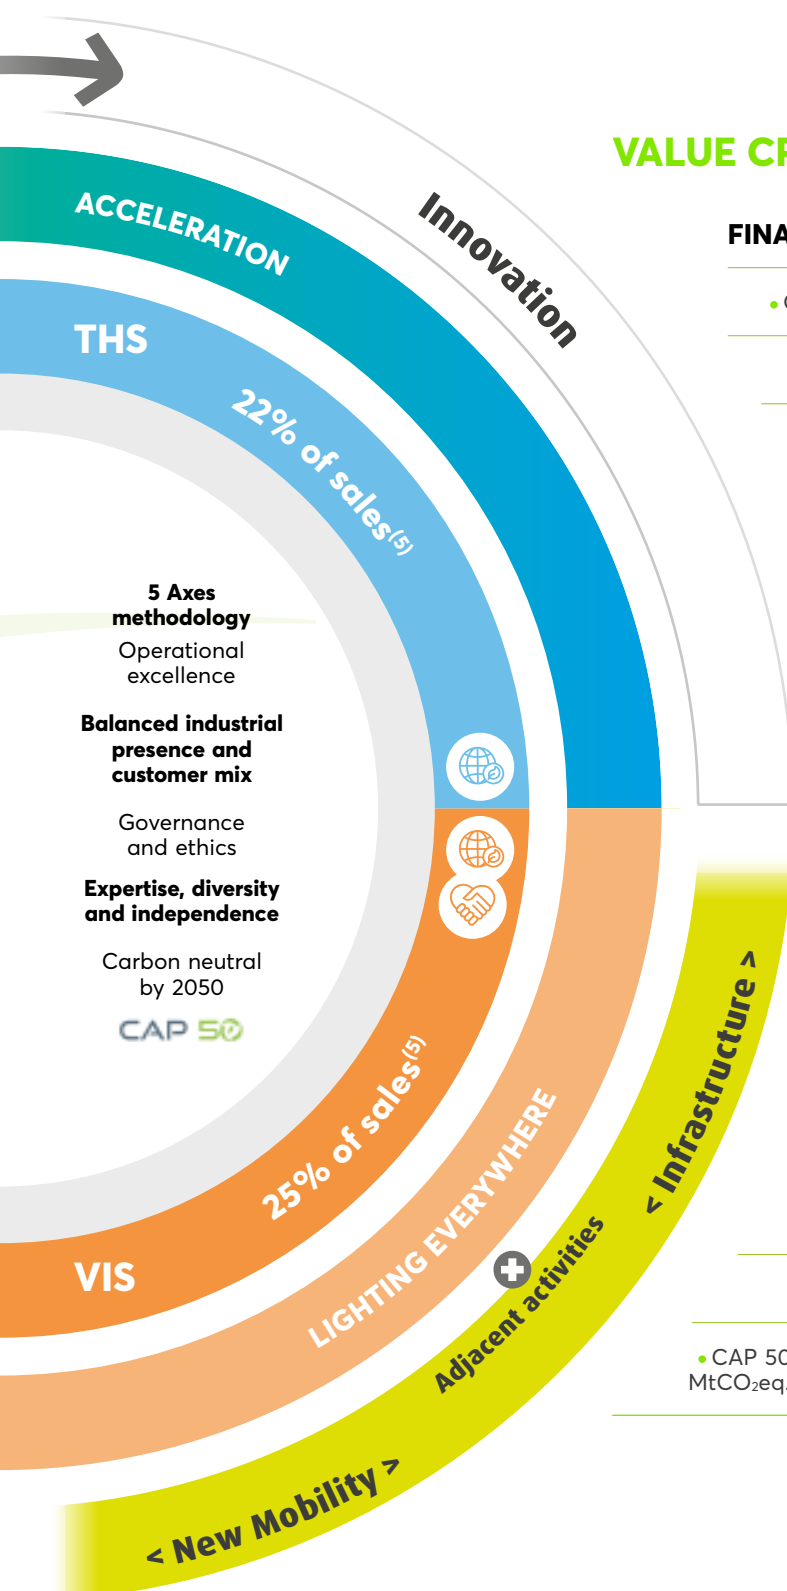 VALUE CR
ACCELERATION
Innovation
FINA
THS
22% of sales(5)
5 Axes
methodology
Operational
excellence
Balanced industrial
presence and
customer mix
Governance
and ethics
Expertise, diversity
and independence
Carbon neutral
by 2050
CAP 50
25% of sales(5)
VIS
LIGHTING EVERYWHERE
< Infrastructure >
Adjacent activities
< New Mobility >
• CAP 50
MtCO₂eq.